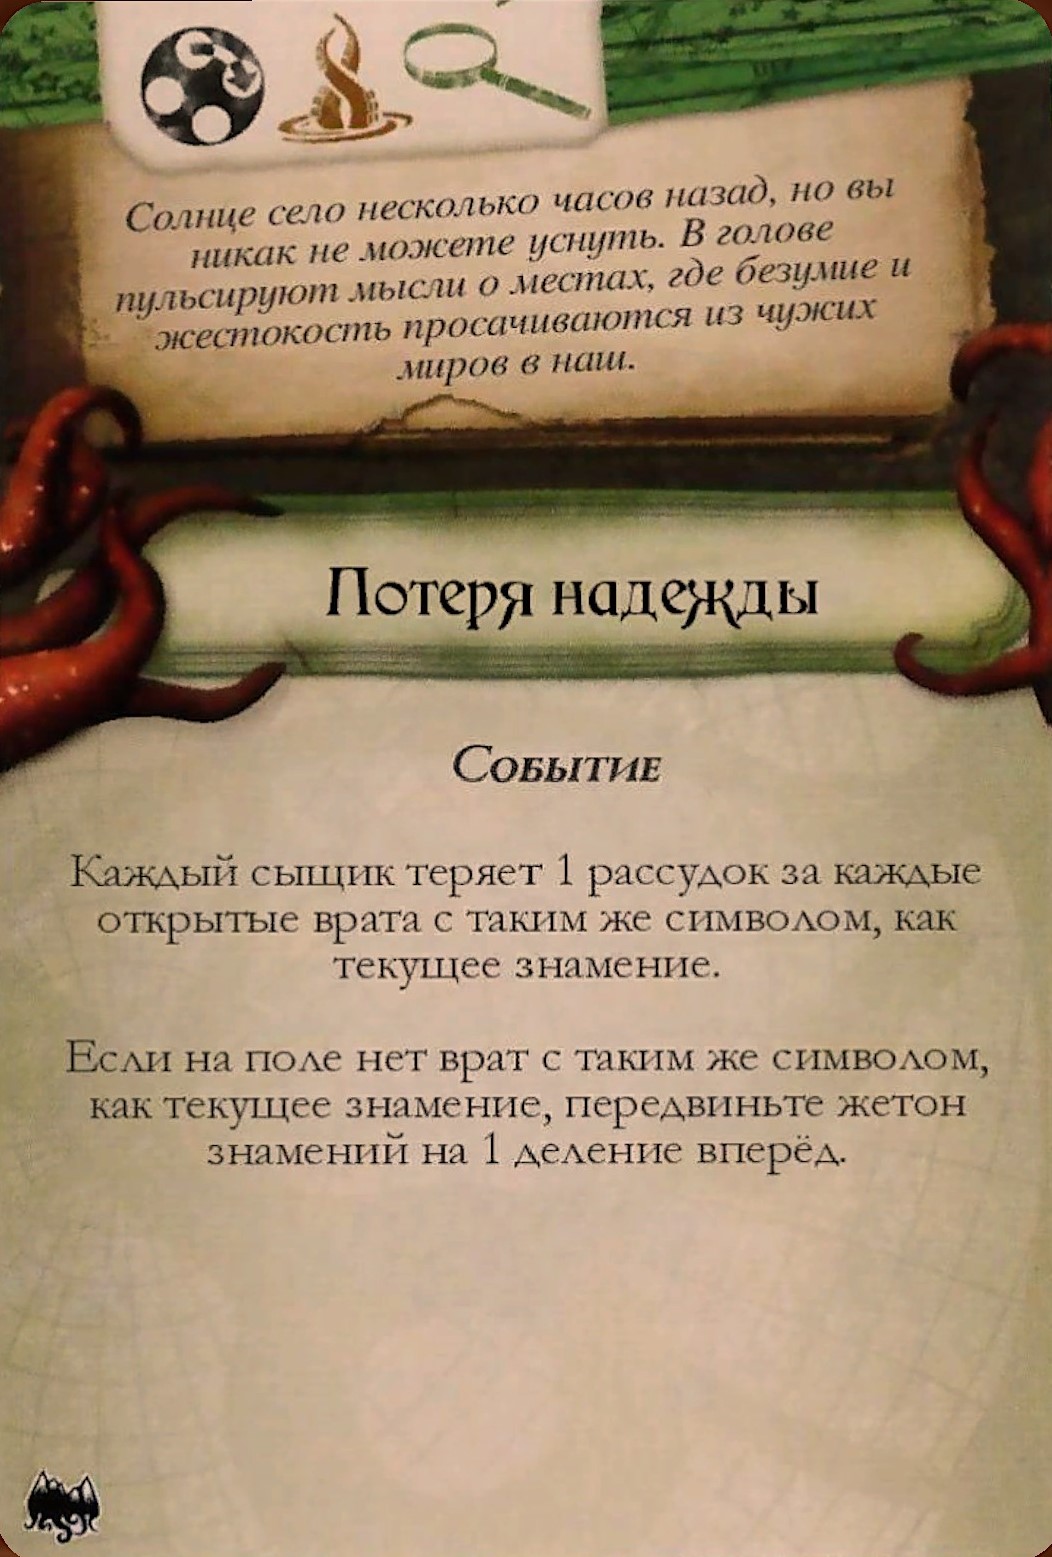 Солнце село несколько часов назад, но вы
никак не можете уснуть. В голове
пульсируют мысли о местах, где безумие и
жестокость просачиваются из чужих
миров в наш.
Потеря надежды
Событие
Каждый сыщик теряет 1 рассудок за каждые
открытые врата с таким же символом, как
текущее знамение.
Если на поле нет врат с таким же символом,
как текущее знамение, передвиньте жетон
знамений на 1 деление вперёд.